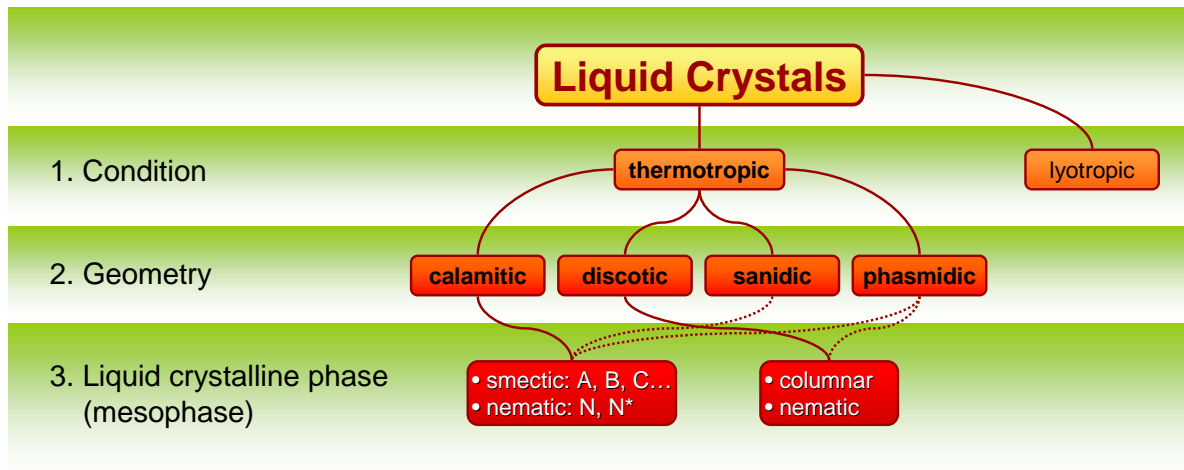 Liquid Crystals
1. Condition
thermotropic
lyotropic
2. Geometry
calamitic
discotic
sanidic
phasmidic
3. Liquid crystalline phase
(mesophase)
• smectic: A, B, C…
• nematic: N, N*
• columnar
• nematic